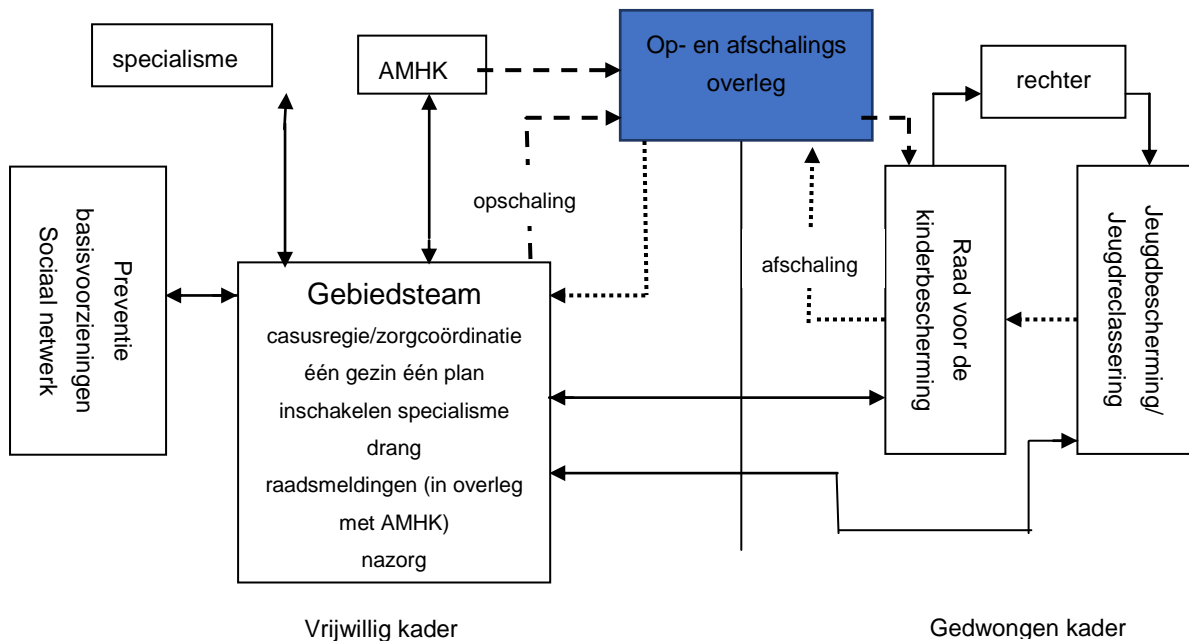 specialisme
AMHK
Op- en afschalings
overleg
rechter
opschaling
afschaling
Preventie
basisvoorzieningen
Sociaal netwerk
Gebiedsteam
casusregie/zorgcoördinatie
één gezin één plan
inschakelen specialisme
drang
raadsmeldingen (in overleg
met AMHK)
nazorg
Raad voor de
kinderbescherming
Jeugdbescherming/
Jeugdreclassering
Vrijwillig kader
Gedwongen kader